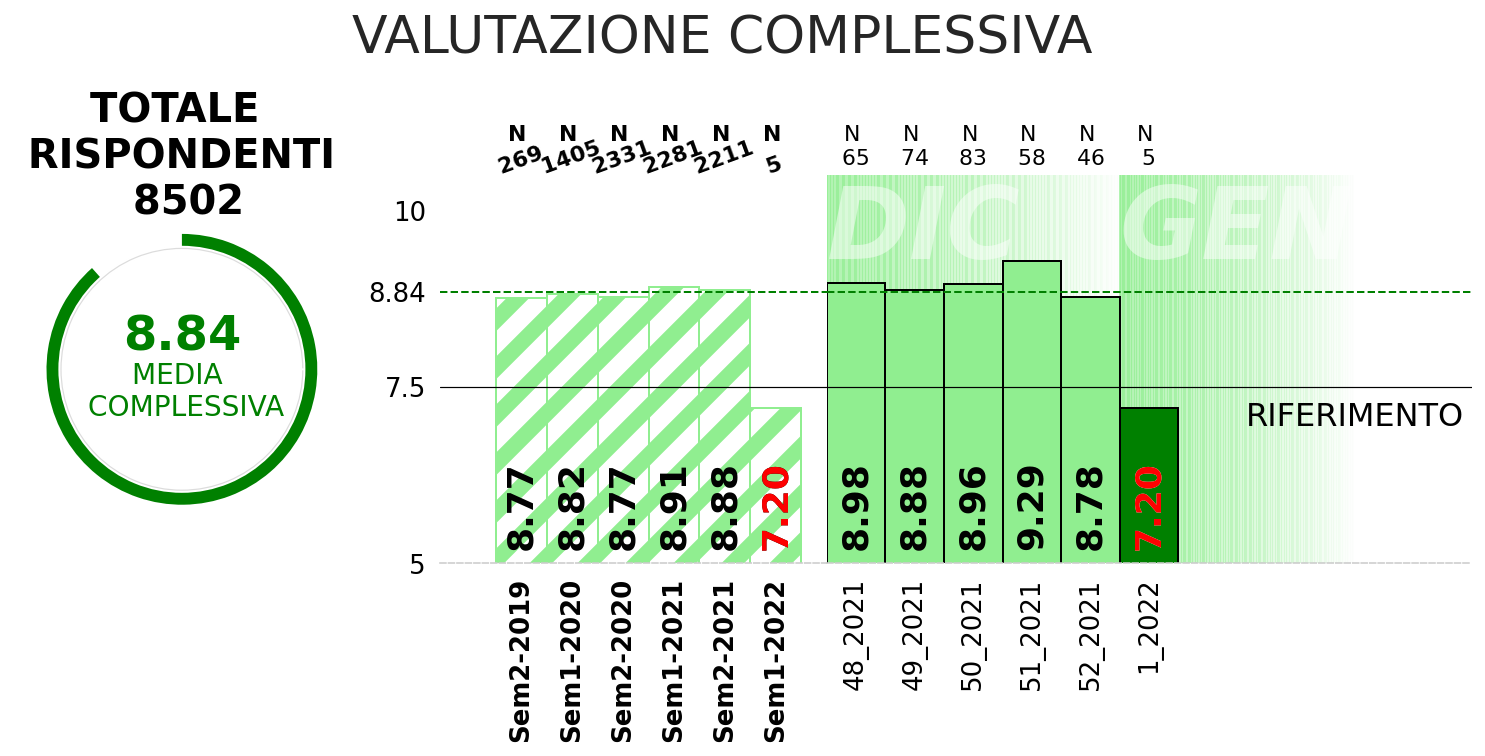 VALUTAZIONE COMPLESSIVA
TOTALE
RISPONDENTI
8502
8.84
MEDIA
COMPLESSIVA
N N N N N N
269 1405 2331 2281 2211 5
N N N N N N
65 74 83 58 46 5
DIC GEN
10
8.84
7.5
5
RIFERIMENTO
8.77 8.82 8.77 8.91 8.88 7.20
8.98 8.88 8.96 9.29 8.78 7.20
Sem2-2019 Sem1-2020 Sem2-2020 Sem1-2021 Sem2-2021 Sem1-2022
48_2021 49_2021 50_2021 51_2021 52_2021 1_2022